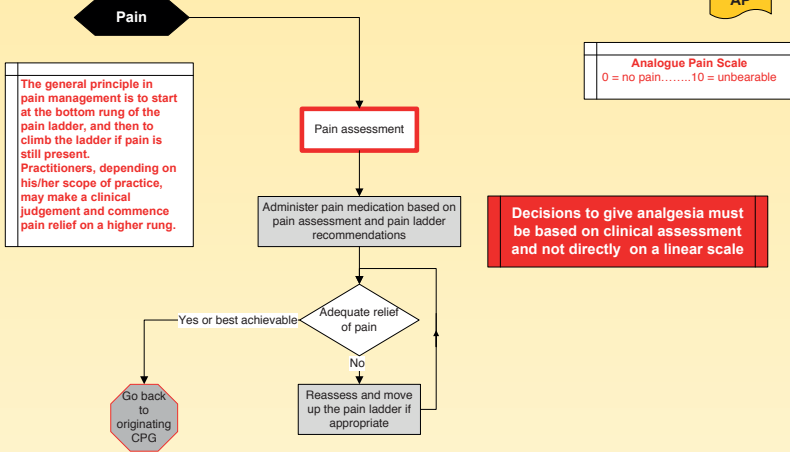 Pain
AP
Analogue Pain Scale
0 = no pain……..10 = unbearable
The general principle in
pain management is to start
at the bottom rung of the
pain ladder, and then to
climb the ladder if pain is
still present.
Practitioners, depending on
his/her scope of practice,
may make a clinical
judgement and commence
pain relief on a higher rung.
Pain assessment
Administer pain medication based on
pain assessment and pain ladder
recommendations
Decisions to give analgesia must
be based on clinical assessment
and not directly on a linear scale
Adequate relief
of pain
Yes or best achievable
No
Go back
to
originating
CPG
Reassess and move
up the pain ladder if
appropriate